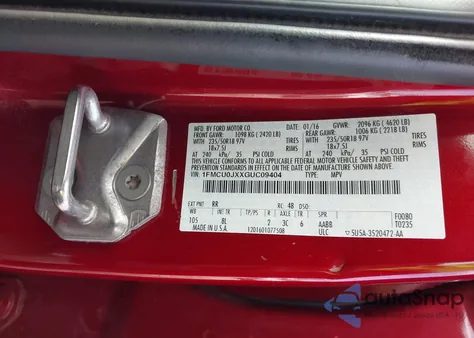 MFD. BY FORD MOTOR CO
DATE: 01/16 GVWR: 2096 KG ( 4620 LB)
FRONT GAWR: 1098 KG ( 2420 LB) REAR GAWR: 1006 KG ( 2218 LB)
WITH 235/50R18 97V TIRES WITH 235/50R18 97V TIRES
18x7.5J RIMS 18x7.5J RIMS
AT 240 kPa/ 35 PSI COLD AT 240 kPa/ 35 PSI COLD
THIS VEHICLE CONFORMS TO ALL APPLICABLE FEDERAL MOTOR VEHICLE
SAFETY AND THEFT PREVENTION STANDARDS IN EFFECT ON THE DATE OF
MANUFACTURE SHOWN ABOVE.
VIN: 1FMCU0JXXGUC09404 TYPE: MPV
EXT PNT: RR RC: 48 DSO: F0080
WB INT TR TP/PS R AXLE TR SPR T0235
105 BL 2 3C 6 AABB
MADE IN U.S.A. 1201601077508 ULC 5U5A-3520472-AA
autoSnap